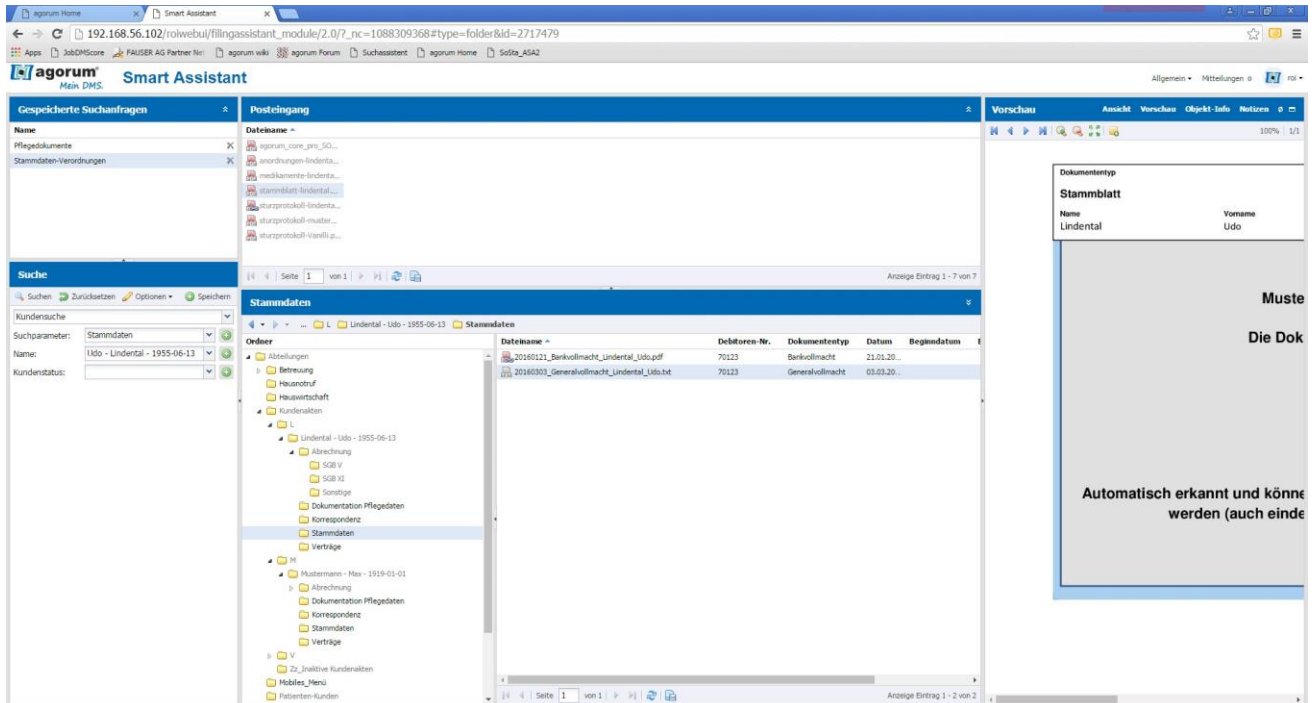 agorum Home
Smart Assistant
192.168.56.102/roiwebui/filingassistant_module/2.0/?_nc=1088309368#type=folder&id=2717479
Apps JobDMScore FAUSER AG Partner Ne agorum wiki agorum Forum Suchassistent agorum Home SoSta_ASA2
agorum
Mein DMS.
Smart Assistant
Allgemein Mitteilungen roi
Gespeicherte Suchanfragen
Name
Pflegedokumente
Stammdaten-Verordnungen
Suche
Suchen Zurücksetzen Optionen Speichern
Kundensuche
Suchparameter: Stammdaten
Name: Udo - Lindental - 1955-06-13
Kundenstatus:
Posteingang
Dateiname
agorum_core_pro_SO...
anordnungen-lindenta...
medikamente-lindenta...
stammblatt-lindental....
sturzprotokoll-lindenta...
sturzprotokoll-muster...
sturzprotokoll-Vanilli.p...
Seite 1 von 1
Anzeige Eintrag 1 - 7 von 7
Stammdaten
... L Lindental - Udo - 1955-06-13 Stammdaten
Ordner
Abteilungen
Betreuung
Hausnotruf
Hauswirtschaft
Kundenakten
L
Lindental - Udo - 1955-06-13
Abrechnung
SGB V
SGB XI
Sonstige
Dokumentation Pflegedaten
Korrespondenz
Stammdaten
Verträge
M
Mustermann - Max - 1919-01-01
Abrechnung
Dokumentation Pflegedaten
Korrespondenz
Stammdaten
Verträge
V
Zz_Inaktive Kundenakten
Mobiles_Menü
Patienten-Kunden
Dateiname Debitoren-Nr. Dokumententyp Datum Beginndatum
20160121_Bankvollmacht_Lindental_Udo.pdf 70123 Bankvollmacht 21.01.20...
20160303_Generalvollmacht_Lindental_Udo.txt 70123 Generalvollmacht 03.03.20...
Seite 1 von 1
Anzeige Eintrag 1 - 2 von 2
Vorschau
Ansicht Vorschau Objekt-Info Notizen
100% 1/1
Dokumententyp
Stammblatt
Name Vorname
Lindental Udo
Muste
Die Dok
Automatisch erkannt und könne
werden (auch einde